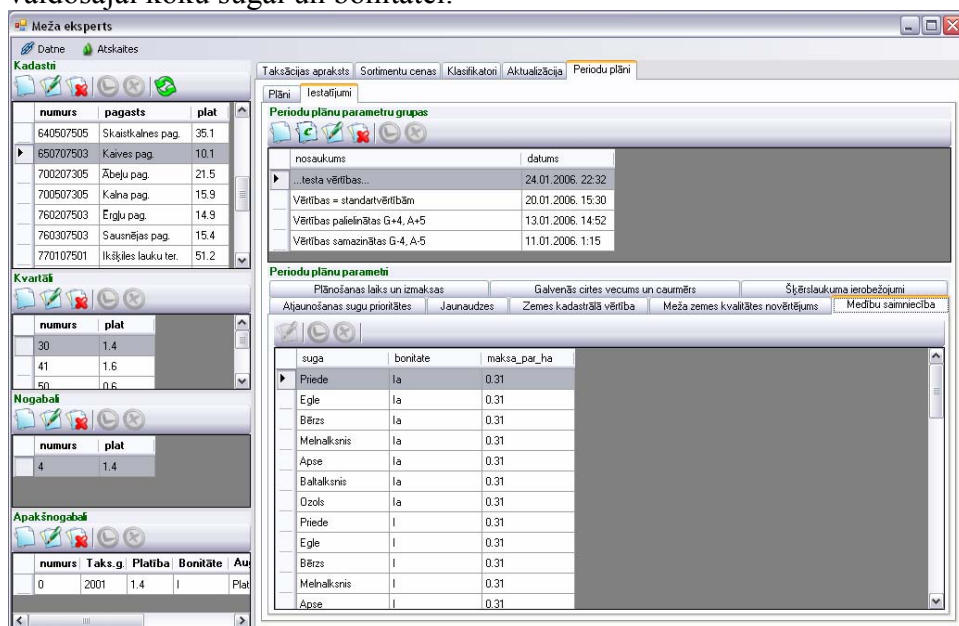 valdošajai koku sugai un bonitātei.
Meža eksperts
Datne Atskaites
Kadastri
numurs pagasts plat
640507505 Skaistkalnes pag. 35.1
650707503 Kaives pag. 10.1
700207305 Ābeļu pag. 21.5
700507305 Kalna pag. 15.9
760207503 Ērgļu pag. 14.9
760307503 Sausnējas pag. 15.4
770107501 Ikšķiles lauku ter. 51.2
Kvartāli
numurs plat
30 1.4
41 1.6
50 0.6
Nogabali
numurs plat
4 1.4
Apakšnogabali
numurs Taks.g. Platība Bonitāte Aug
0 2001 1.4 I Plat
Taksācijas apraksts Sortimentu cenas Klasifikatori Aktualizācija Periodu plāni
Plāni Iestatījumi
Periodu plānu parametru grupas
nosaukums datums
...testa vērtības... 24.01.2006. 22:32
Vērtības = standartvērtībām 20.01.2006. 15:30
Vērtības palielinātas G+4, A+5 13.01.2006. 14:52
Vērtības samazinātas G-4, A-5 11.01.2006. 1:15
Periodu plānu parametri
Plānošanas laiks un izmaksas Galvenās cirtes vecums un caurmērs Šķērslaukuma ierobežojumi
Atjaunošanas sugu prioritātes Jaunaudzes Zemes kadastrālā vērtība Meža zemes kvalitātes novērtējums Medību saimniecība
suga bonitate maksa_par_ha
Priede Ia 0.31
Egle Ia 0.31
Bērzs Ia 0.31
Melnalksnis Ia 0.31
Apse Ia 0.31
Baltalksnis Ia 0.31
Ozols Ia 0.31
Priede I 0.31
Egle I 0.31
Bērzs I 0.31
Melnalksnis I 0.31
Apse I 0.31